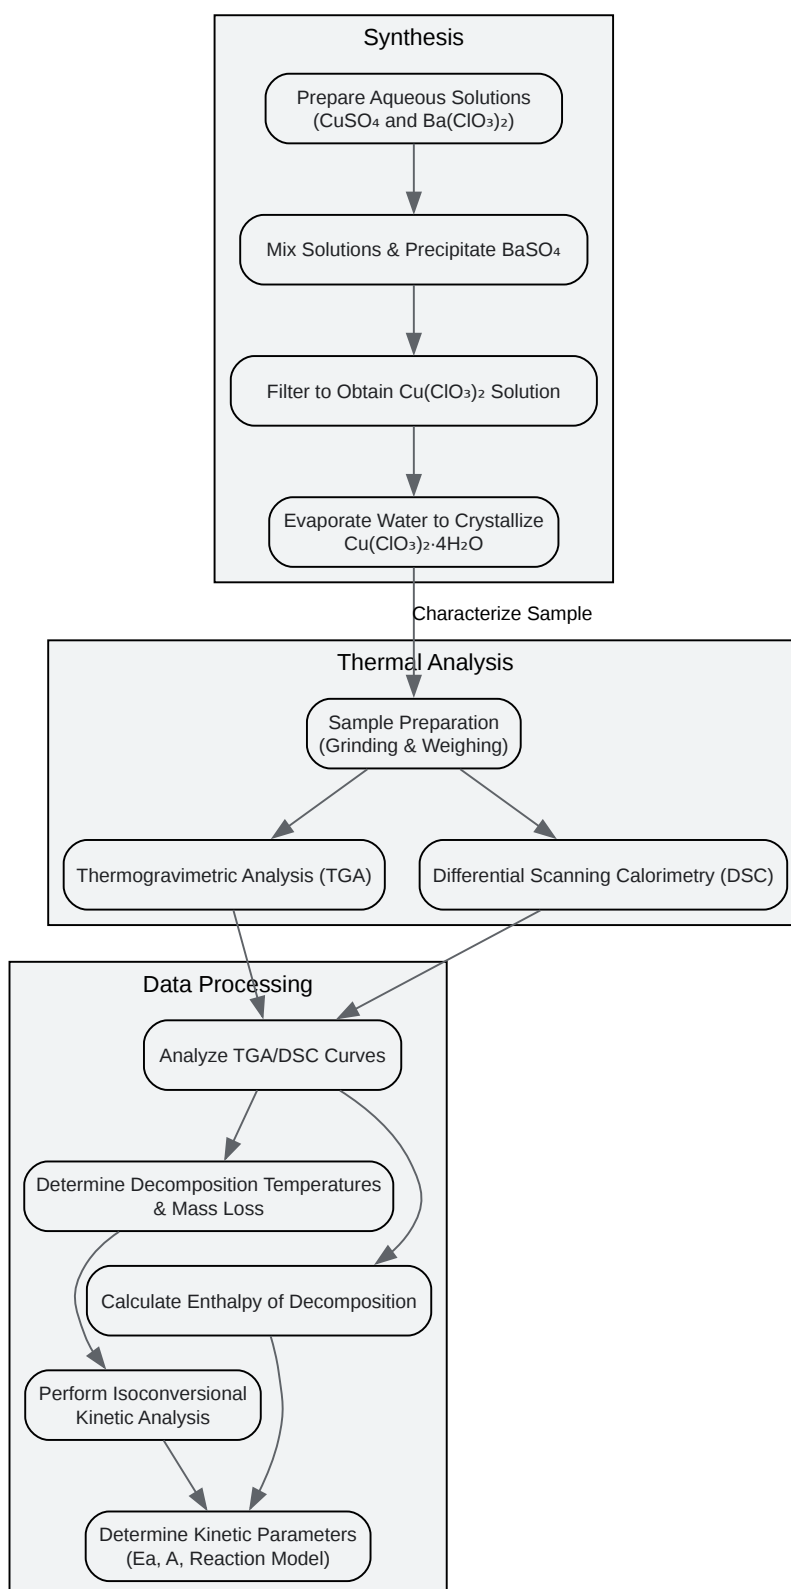 Synthesis
Prepare Aqueous Solutions
(CuSO₄ and Ba(ClO₃)₂)
Mix Solutions & Precipitate BaSO₄
Filter to Obtain Cu(ClO₃)₂ Solution
Evaporate Water to Crystallize
Cu(ClO₃)₂·4H₂O
Characterize Sample
Thermal Analysis
Sample Preparation
(Grinding & Weighing)
Thermogravimetric Analysis (TGA)
Differential Scanning Calorimetry (DSC)
Data Processing
Analyze TGA/DSC Curves
Determine Decomposition Temperatures
& Mass Loss
Calculate Enthalpy of Decomposition
Perform Isoconversional
Kinetic Analysis
Determine Kinetic Parameters
(Ea, A, Reaction Model)